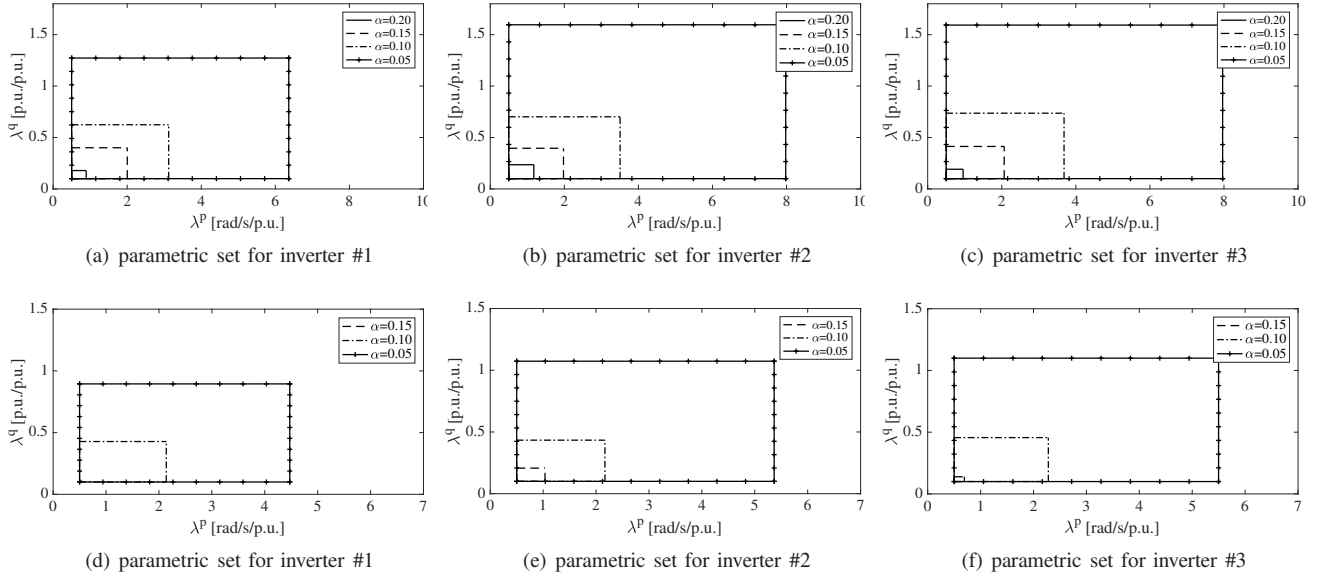 1.5
1
0.5
0
λq [p.u./p.u.]
0 2 4 6 8 10
λp [rad/s/p.u.]
α=0.20
α=0.15
α=0.10
α=0.05
(a) parametric set for inverter #1
1.5
1
0.5
0
λq [p.u./p.u.]
0 2 4 6 8 10
λp [rad/s/p.u.]
α=0.20
α=0.15
α=0.10
α=0.05
(b) parametric set for inverter #2
1.5
1
0.5
0
λq [p.u./p.u.]
0 2 4 6 8 10
λp [rad/s/p.u.]
α=0.20
α=0.15
α=0.10
α=0.05
(c) parametric set for inverter #3
1.5
1
0.5
0
λq [p.u./p.u.]
0 1 2 3 4 5 6 7
λp [rad/s/p.u.]
α=0.15
α=0.10
α=0.05
(d) parametric set for inverter #1
1.5
1
0.5
0
λq [p.u./p.u.]
0 1 2 3 4 5 6 7
λp [rad/s/p.u.]
α=0.15
α=0.10
α=0.05
(e) parametric set for inverter #2
1.5
1
0.5
0
λq [p.u./p.u.]
0 1 2 3 4 5 6 7
λp [rad/s/p.u.]
α=0.15
α=0.10
α=0.05
(f) parametric set for inverter #3